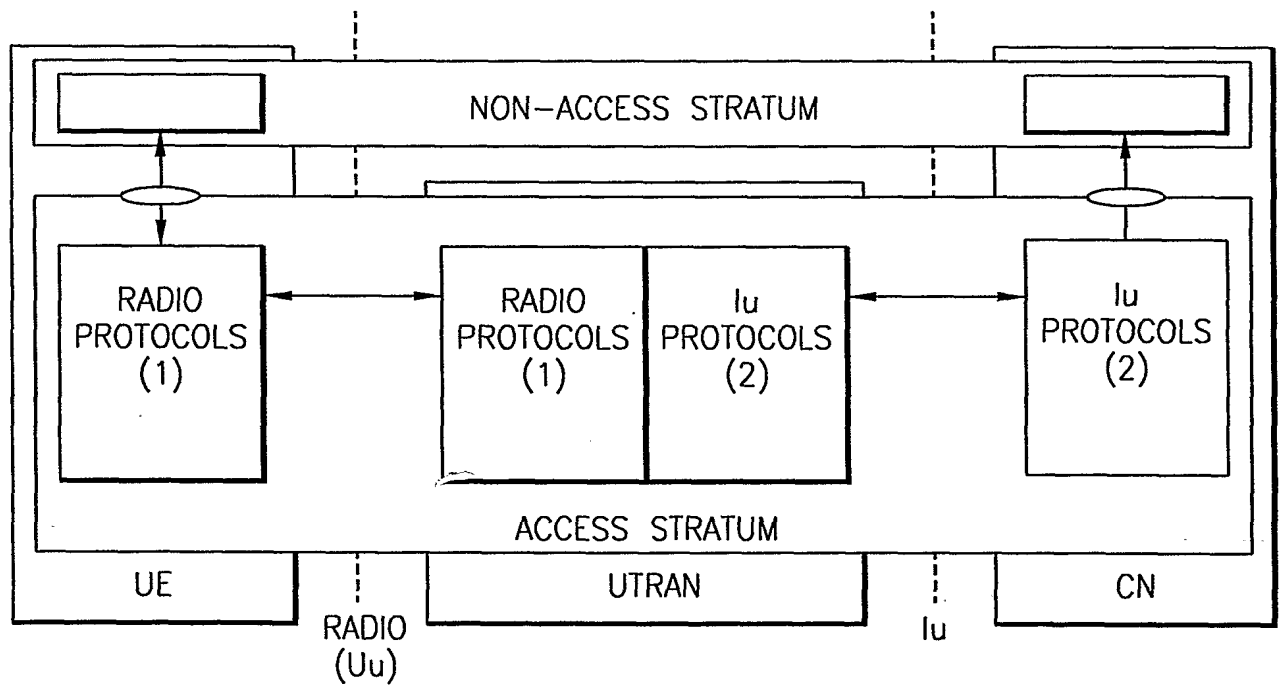 NON-ACCESS STRATUM
RADIO
PROTOCOLS
(1)
RADIO
PROTOCOLS
(1)
Iu
PROTOCOLS
(2)
Iu
PROTOCOLS
(2)
ACCESS STRATUM
UE
UTRAN
CN
RADIO
(Uu)
Iu